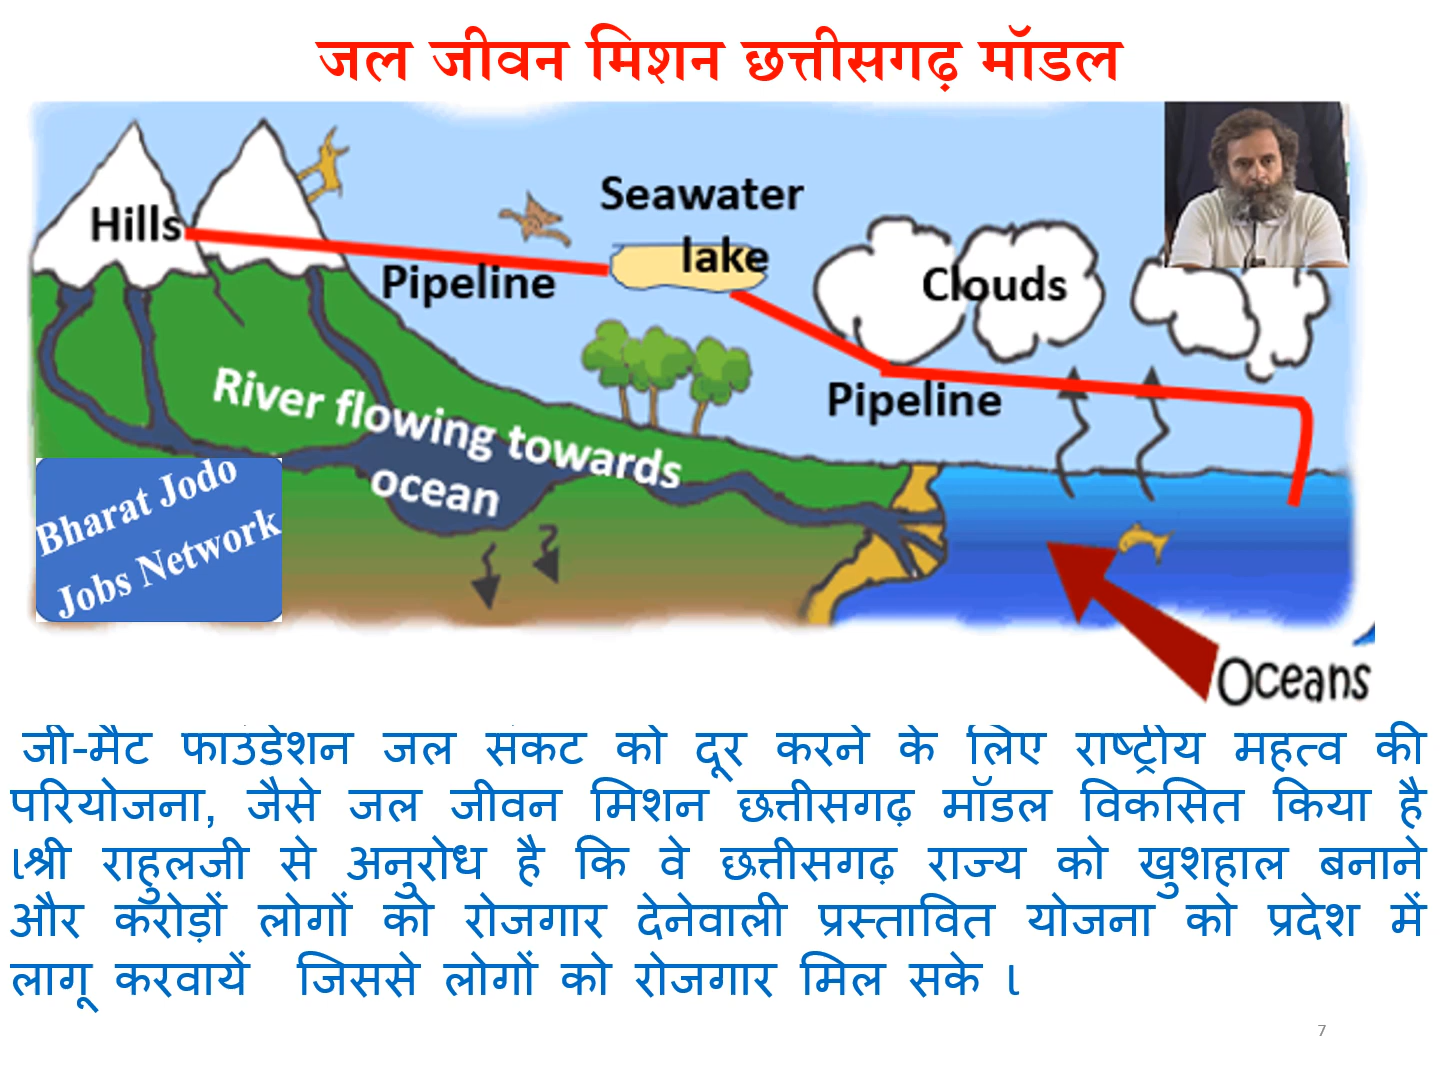 जल जीवन मिशन छत्तीसगढ़ मॉडल
Hills
Pipeline
Seawater
lake
Clouds
Pipeline
River flowing towards
ocean
Bharat Jodo
Jobs Network
Oceans
जी-मैट फाउंडेशन जल संकट को दूर करने के लिए राष्ट्रीय महत्व की
परियोजना, जैसे जल जीवन मिशन छत्तीसगढ़ मॉडल विकसित किया है
।श्री राहुलजी से अनुरोध है कि वे छत्तीसगढ़ राज्य को खुशहाल बनाने
और करोड़ों लोगों को रोजगार देनेवाली प्रस्तावित योजना को प्रदेश में
लागू करवायें जिससे लोगों को रोजगार मिल सके ।
7